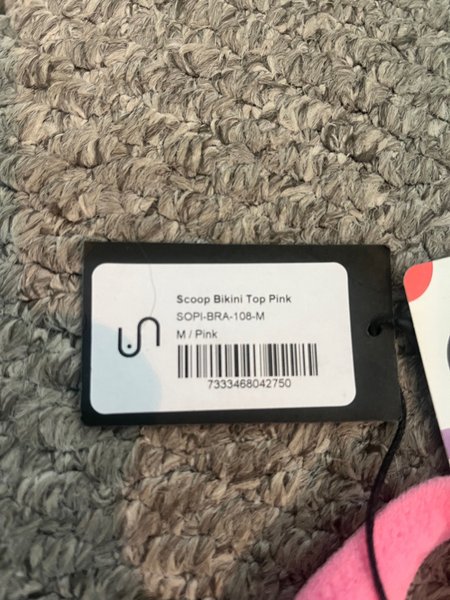 Scoop Bikini Top Pink
SOPI-BRA-108-M
M / Pink
7333468042750